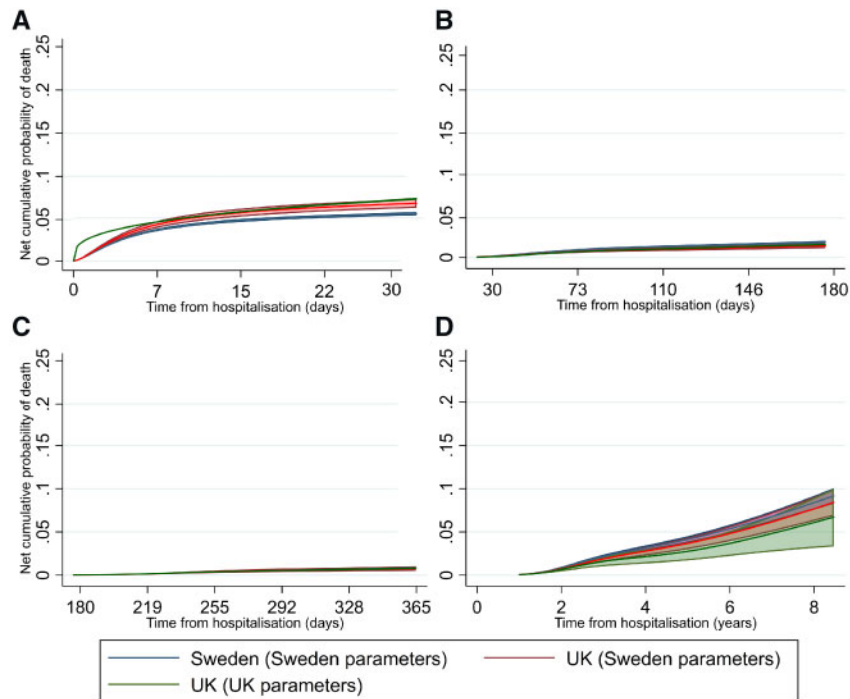 A
B
Net cumulative probability of death
.25
.2
.15
.1
.05
0
0 7 15 22 30
Time from hospitalisation (days)
.25
.2
.15
.1
.05
0
30 73 110 146 180
Time from hospitalisation (days)
C
D
Net cumulative probability of death
.25
.2
.15
.1
.05
0
180 219 255 292 328 365
Time from hospitalisation (days)
.25
.2
.15
.1
.05
0
0 2 4 6 8
Time from hospitalisation (years)
Sweden (Sweden parameters)
UK (Sweden parameters)
UK (UK parameters)